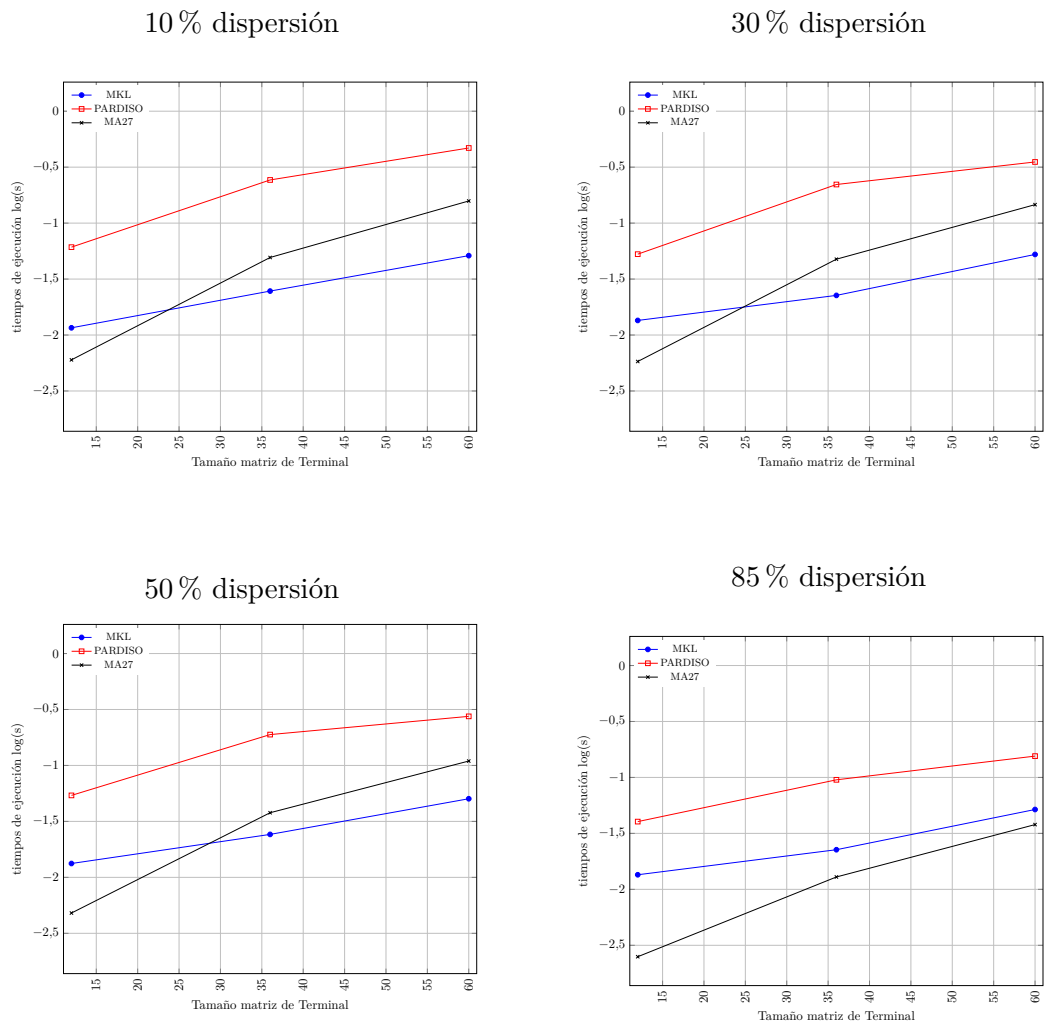 10 % dispersión
MKL
PARDISO
MA27
0
−0,5
−1
−1,5
−2
−2,5
tiempos de ejecución log(s)
15 20 25 30 35 40 45 50 55 60
Tamaño matriz de Terminal
30 % dispersión
MKL
PARDISO
MA27
0
−0,5
−1
−1,5
−2
−2,5
tiempos de ejecución log(s)
15 20 25 30 35 40 45 50 55 60
Tamaño matriz de Terminal
50 % dispersión
MKL
PARDISO
MA27
0
−0,5
−1
−1,5
−2
−2,5
tiempos de ejecución log(s)
15 20 25 30 35 40 45 50 55 60
Tamaño matriz de Terminal
85 % dispersión
MKL
PARDISO
MA27
0
−0,5
−1
−1,5
−2
−2,5
tiempos de ejecución log(s)
15 20 25 30 35 40 45 50 55 60
Tamaño matriz de Terminal